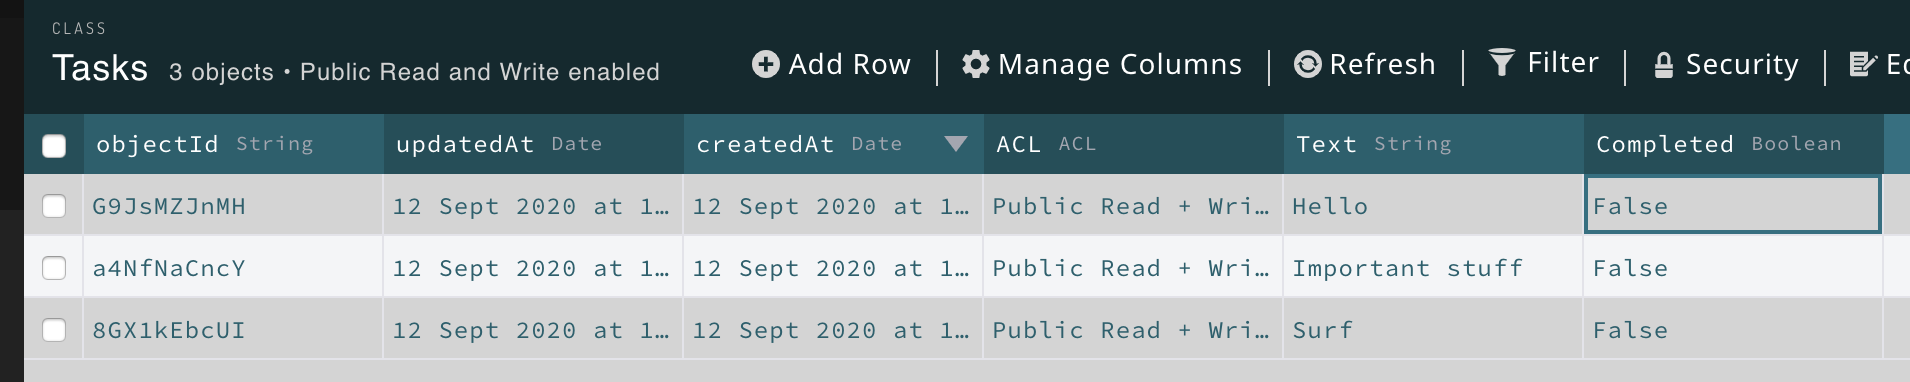 CLASS
Tasks 3 objects • Public Read and Write enabled
Add Row Manage Columns Refresh Filter Security
objectId String updatedAt Date createdAt Date ACL ACL Text String Completed Boolean
G9JsMZJnMH 12 Sept 2020 at 1… 12 Sept 2020 at 1… Public Read + Wri… Hello False
a4NfNaCncY 12 Sept 2020 at 1… 12 Sept 2020 at 1… Public Read + Wri… Important stuff False
8GX1kEbcUI 12 Sept 2020 at 1… 12 Sept 2020 at 1… Public Read + Wri… Surf False